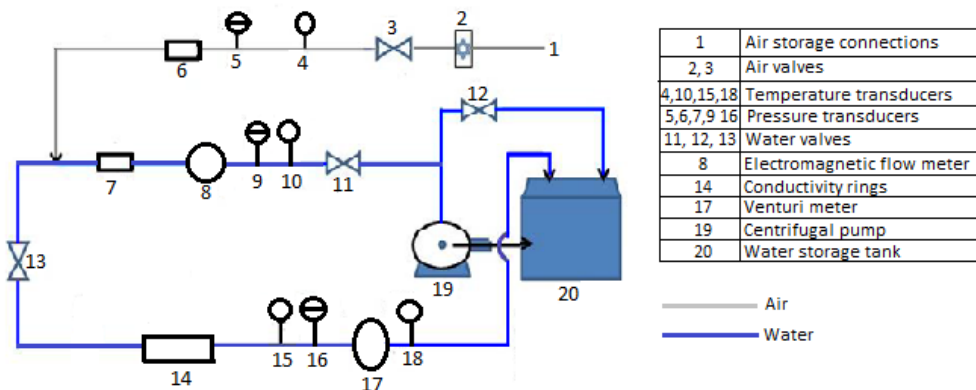 2
1
3
4
5
6
12
7
8
9
10
11
13
19
20
15
16
18
14
17
1 Air storage connections
2, 3 Air valves
4,10,15,18 Temperature transducers
5,6,7,9 16 Pressure transducers
11, 12, 13 Water valves
8 Electromagnetic flow meter
14 Conductivity rings
17 Venturi meter
19 Centrifugal pump
20 Water storage tank
Air
Water